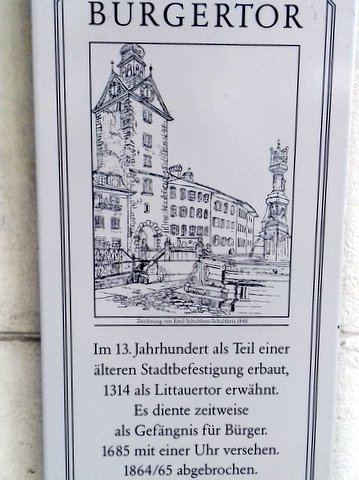 BURGERTOR
Zeichnung von Emil Schulthess-Schulthess 1840
Im 13. Jahrhundert als Teil einer
älteren Stadtbefestigung erbaut,
1314 als Littauertor erwähnt.
Es diente zeitweise
als Gefängnis für Bürger.
1685 mit einer Uhr versehen.
1864/65 abgebrochen.